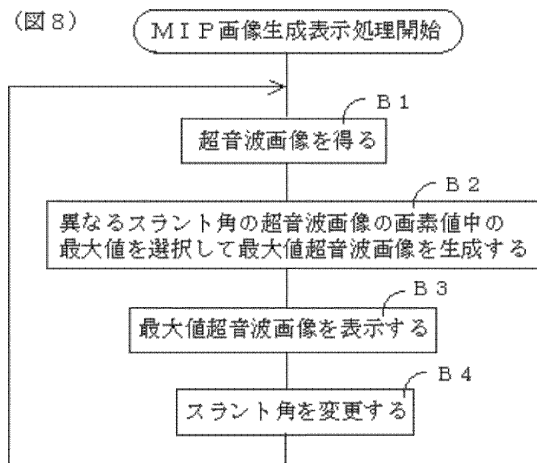 (図8)
MIP画像生成表示処理開始
B1
超音波画像を得る
B2
異なるスラント角の超音波画像の画素値中の
最大値を選択して最大値超音波画像を生成する
B3
最大値超音波画像を表示する
B4
スラント角を変更する